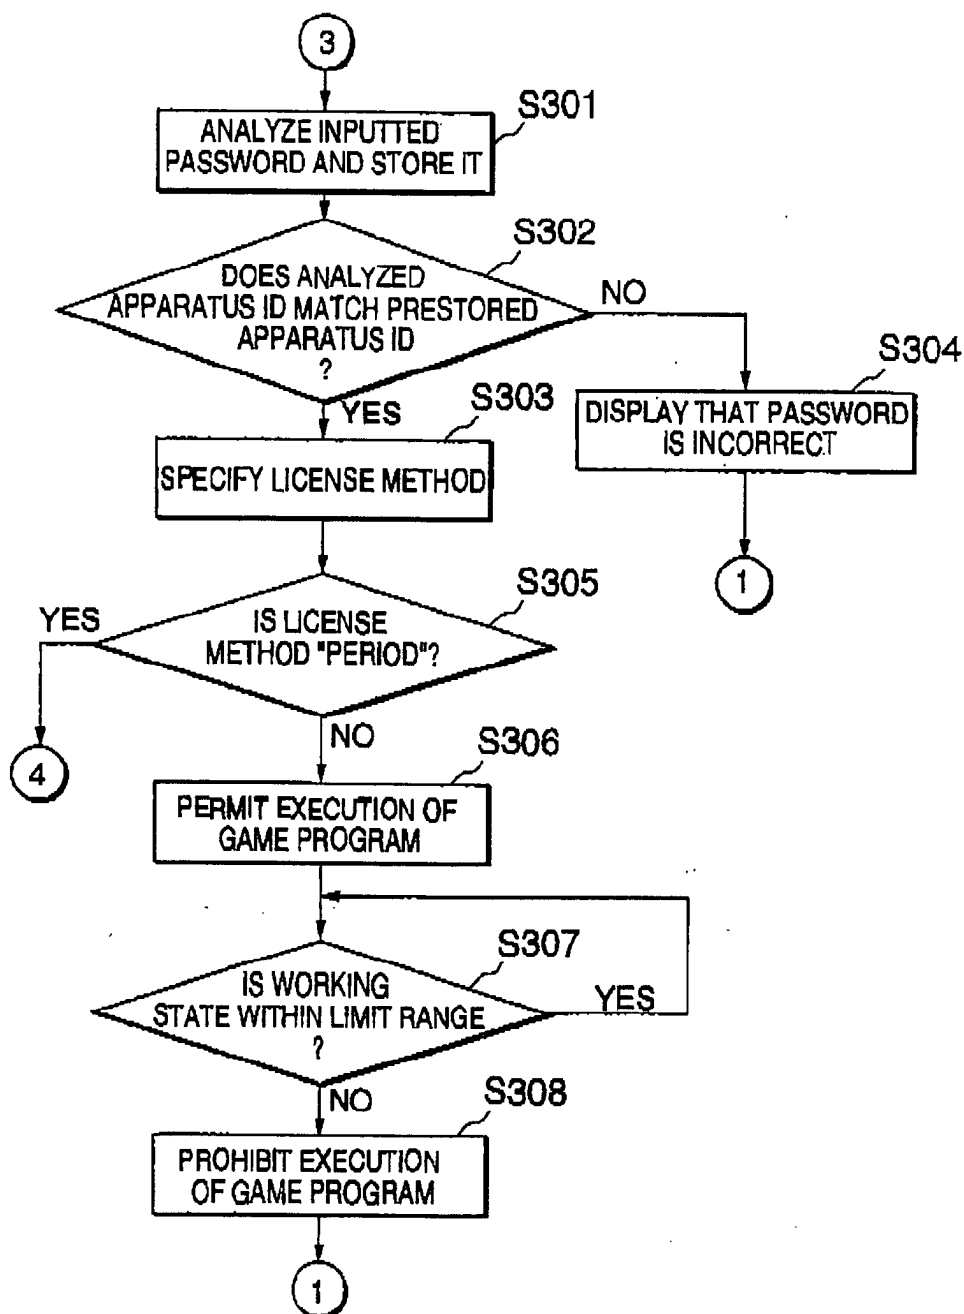 3
S301
ANALYZE INPUTTED
PASSWORD AND STORE IT
S302
DOES ANALYZED
APPARATUS ID MATCH PRESTORED
APPARATUS ID
?
NO
S304
DISPLAY THAT PASSWORD
IS INCORRECT
1
YES
S303
SPECIFY LICENSE METHOD
S305
IS LICENSE
METHOD "PERIOD"?
YES
4
NO
S306
PERMIT EXECUTION OF
GAME PROGRAM
S307
IS WORKING
STATE WITHIN LIMIT RANGE
?
YES
NO
S308
PROHIBIT EXECUTION
OF GAME PROGRAM
1